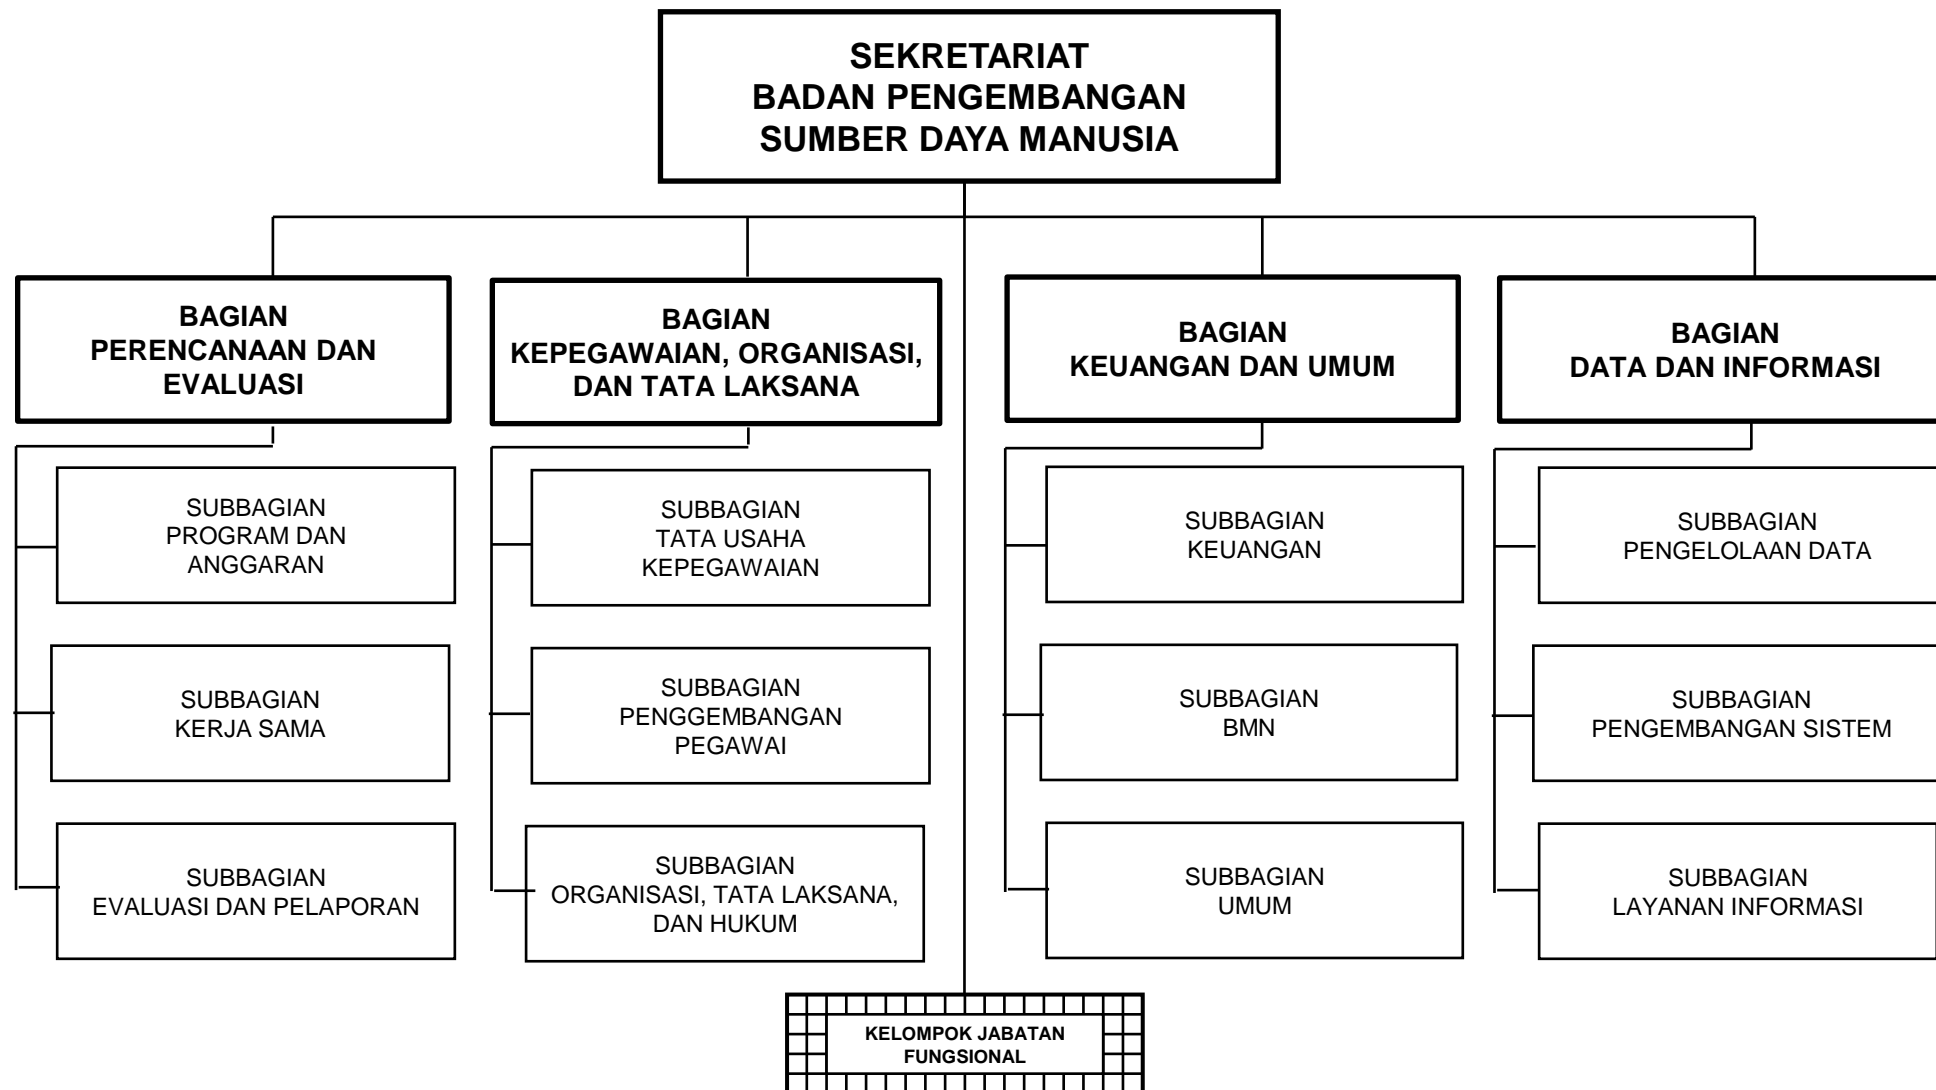 SEKRETARIAT
BADAN PENGEMBANGAN
SUMBER DAYA MANUSIA
BAGIAN
PERENCANAAN DAN
EVALUASI
BAGIAN
KEPEGAWAIAN, ORGANISASI,
DAN TATA LAKSANA
BAGIAN
KEUANGAN DAN UMUM
BAGIAN
DATA DAN INFORMASI
SUBBAGIAN
PROGRAM DAN
ANGGARAN
SUBBAGIAN
TATA USAHA
KEPEGAWAIAN
SUBBAGIAN
KEUANGAN
SUBBAGIAN
PENGELOLAAN DATA
SUBBAGIAN
KERJA SAMA
SUBBAGIAN
PENGGEMBANGAN
PEGAWAI
SUBBAGIAN
BMN
SUBBAGIAN
PENGEMBANGAN SISTEM
SUBBAGIAN
EVALUASI DAN PELAPORAN
SUBBAGIAN
ORGANISASI, TATA LAKSANA,
DAN HUKUM
SUBBAGIAN
UMUM
SUBBAGIAN
LAYANAN INFORMASI
KELOMPOK JABATAN
FUNGSIONAL